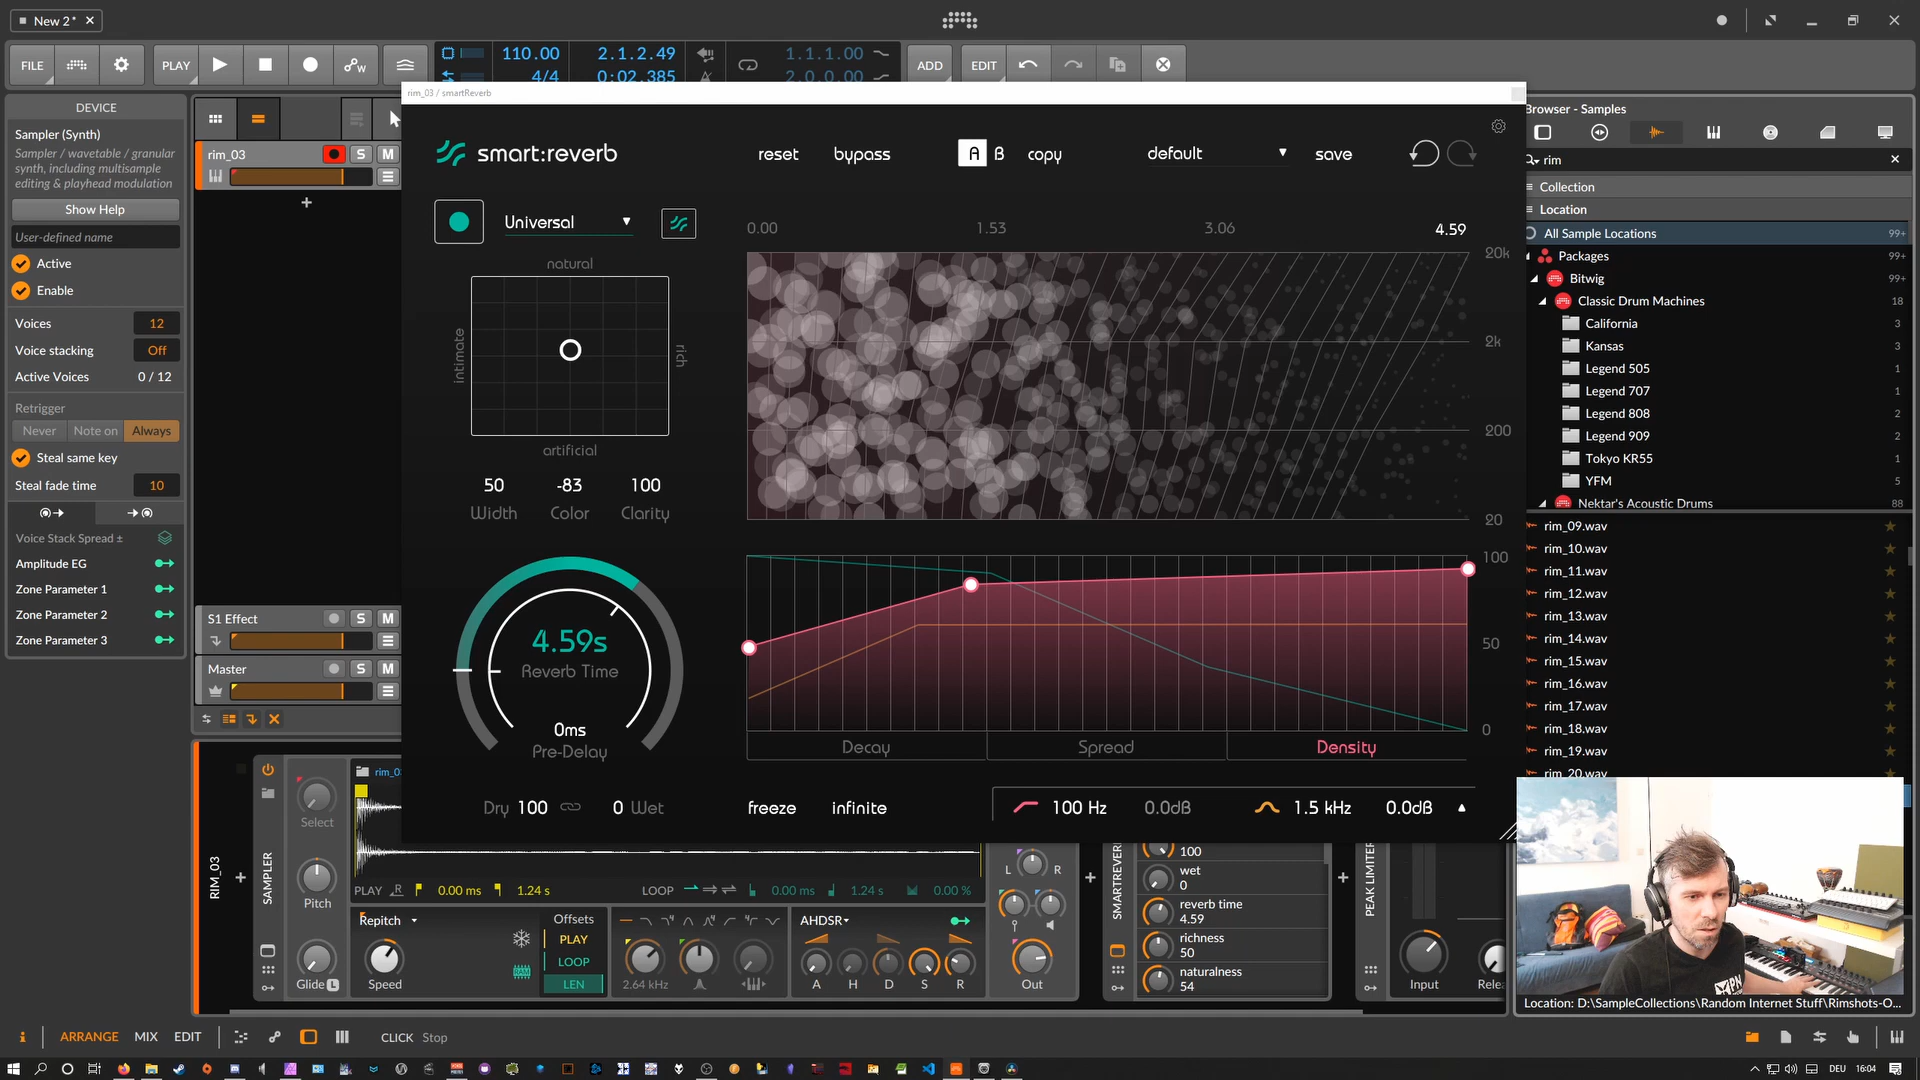 New 2*
FILE
PLAY
110.00
4/4
2.1.2.49
0:02.385
1.1.1.00
2.0.0.00
ADD
EDIT
DEVICE
Sampler (Synth)
Sampler / wavetable / granular
synth, including multisample
editing & playhead modulation
Show Help
User-defined name
Active
Enable
Voices 12
Voice stacking Off
Active Voices 0 / 12
Retrigger
Never Note on Always
Steal same key
Steal fade time 10
Voice Stack Spread ±
Amplitude EG
Zone Parameter 1
Zone Parameter 2
Zone Parameter 3
rim_03 S M
S1 Effect S M
Master S M
rim_03 / smartReverb
smart:reverb
reset bypass A B copy default save
Universal
natural
intimate
rich
artificial
50 -83 100
Width Color Clarity
4.59s
Reverb Time
0ms
Pre-Delay
0.00 1.53 3.06 4.59
20k
2k
200
20
100
50
0
Decay Spread Density
Dry 100 0 Wet freeze infinite 100 Hz 0.0dB 1.5 kHz 0.0dB
Browser - Samples
rim
Collection
Location
All Sample Locations 99+
Packages 99+
Bitwig 99+
Classic Drum Machines 18
California 3
Kansas 3
Legend 505 1
Legend 707 1
Legend 808 2
Legend 909 2
Tokyo KR55 1
YFM 5
Nektar's Acoustic Drums 88
rim_09.wav
rim_10.wav
rim_11.wav
rim_12.wav
rim_13.wav
rim_14.wav
rim_15.wav
rim_16.wav
rim_17.wav
rim_18.wav
rim_19.wav
rim_20.wav
Location: D:\SampleCollections\Random Internet Stuff\Rimshots-O...
RIM_03
SAMPLER
Select
Pitch
Glide L
rim_0
PLAY 0.00 ms 1.24 s LOOP 0.00 ms 1.24 s 0.00 %
Repitch
Speed
Offsets
PLAY
LOOP
LEN
RAM
2.64 kHz
AHDSR
A H D S R
L R
Out
SMARTREVERB
100
wet
0
reverb time
4.59
richness
50
naturalness
54
PEAK LIMITER
Input
Relea
ARRANGE MIX EDIT CLICK Stop
DEU 16:04